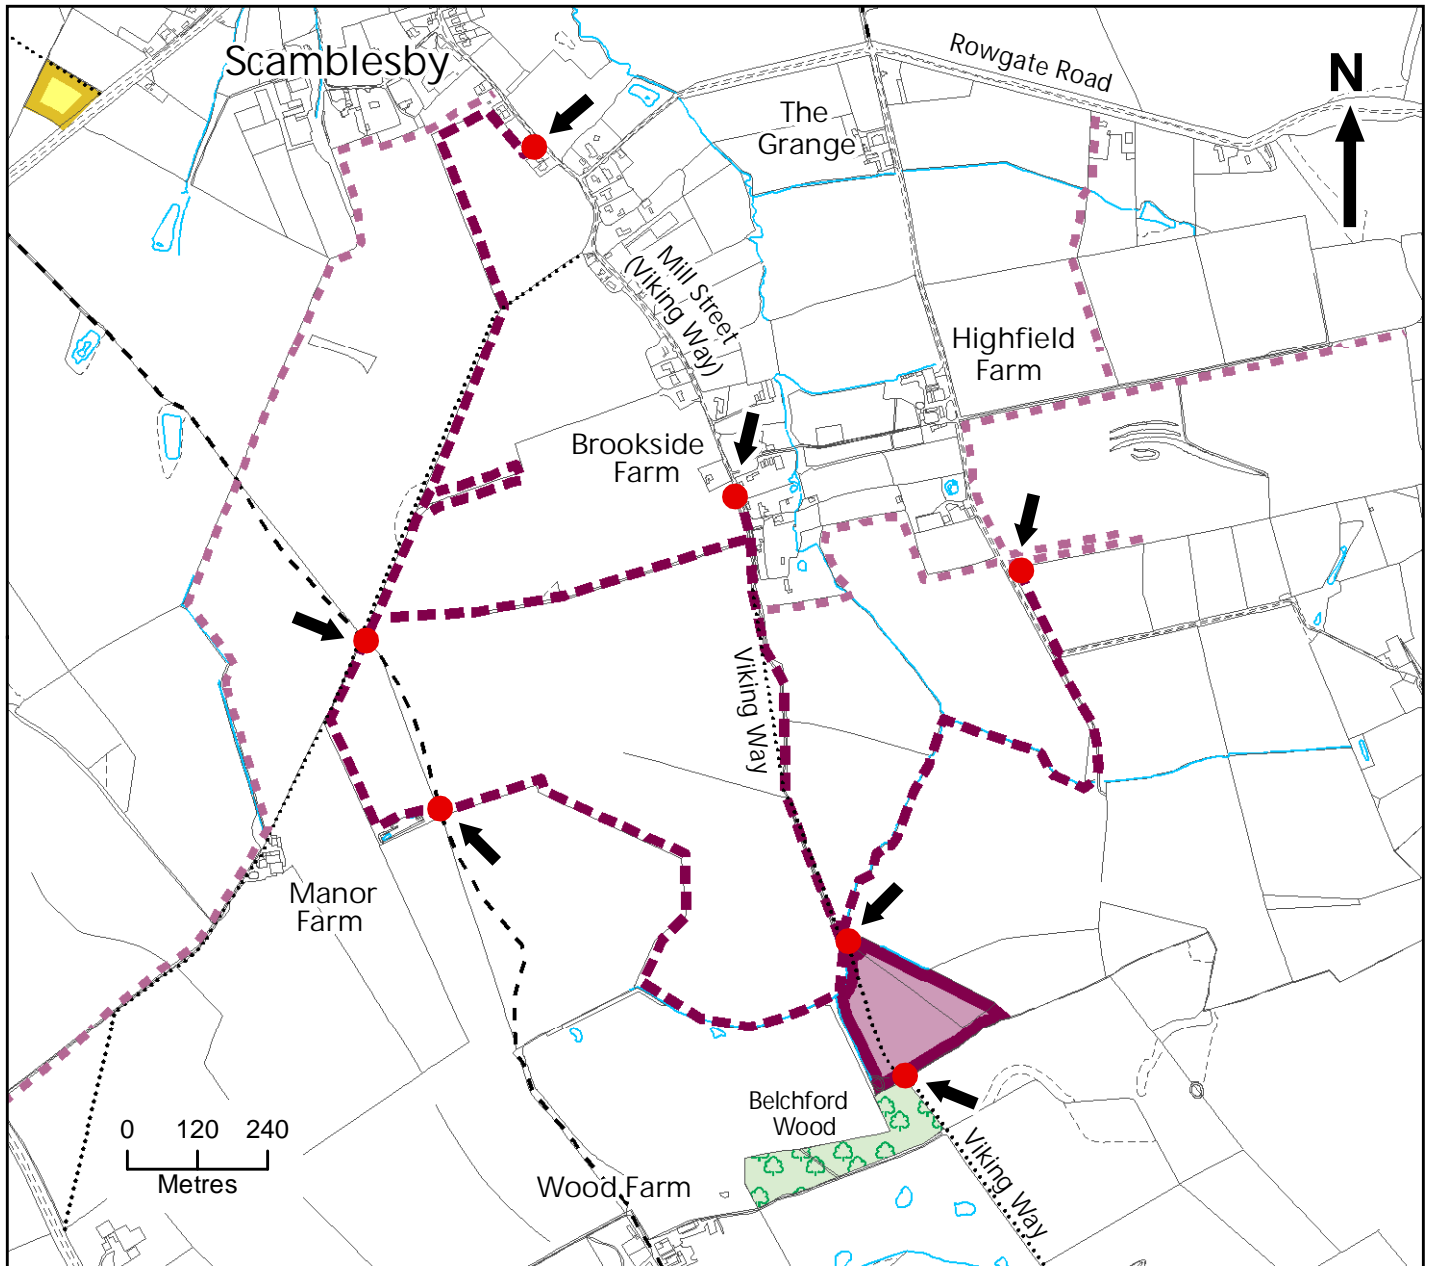 Scamblesby
Rowgate Road
N
The
Grange
Mill Street
(Viking Way)
Highfield
Farm
Brookside
Farm
Viking Way
Manor
Farm
Belchford
Wood
0 120 240
Metres
Wood Farm
Viking Way